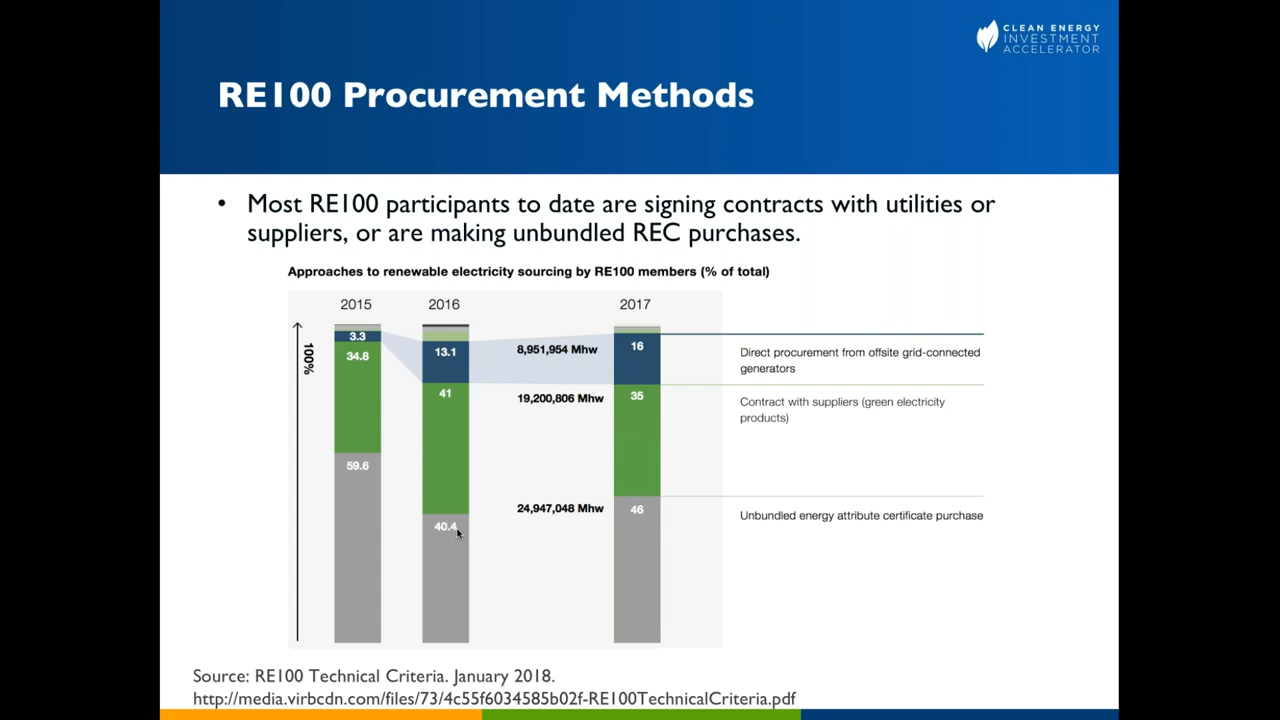 CLEAN ENERGY
INVESTMENT
ACCELERATOR
RE100 Procurement Methods
• Most RE100 participants to date are signing contracts with utilities or
suppliers, or are making unbundled REC purchases.
Approaches to renewable electricity sourcing by RE100 members (% of total)
2015 2016 2017
100%
3.3
34.8
59.6
13.1
41
40.4
8,951,954 Mhw
19,200,806 Mhw
24,947,048 Mhw
16
35
46
Direct procurement from offsite grid-connected
generators
Contract with suppliers (green electricity
products)
Unbundled energy attribute certificate purchase
Source: RE100 Technical Criteria. January 2018.
http://media.virbcdn.com/files/73/4c55f6034585b02f-RE100TechnicalCriteria.pdf